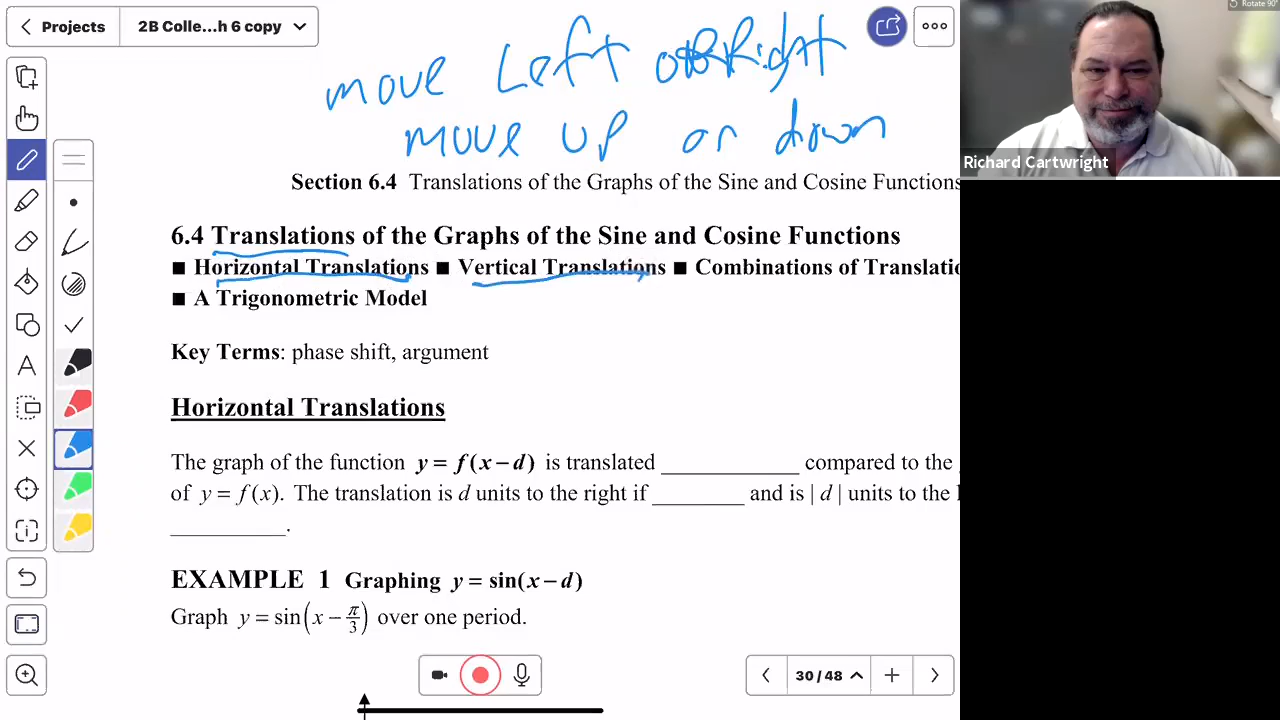 Projects
2B Colle...h 6 copy
Rotate 90°
move Left or Right
move up or down
Richard Cartwright
Section 6.4 Translations of the Graphs of the Sine and Cosine Functions
6.4 Translations of the Graphs of the Sine and Cosine Functions
■ Horizontal Translations ■ Vertical Translations ■ Combinations of Translatio
■ A Trigonometric Model
Key Terms: phase shift, argument
Horizontal Translations
The graph of the function y = f(x − d) is translated ____________ compared to the
of y = f(x). The translation is d units to the right if ________ and is | d | units to the
__________.
EXAMPLE 1 Graphing y = sin(x − d)
Graph y = sin(x − π/3) over one period.
A
30 / 48